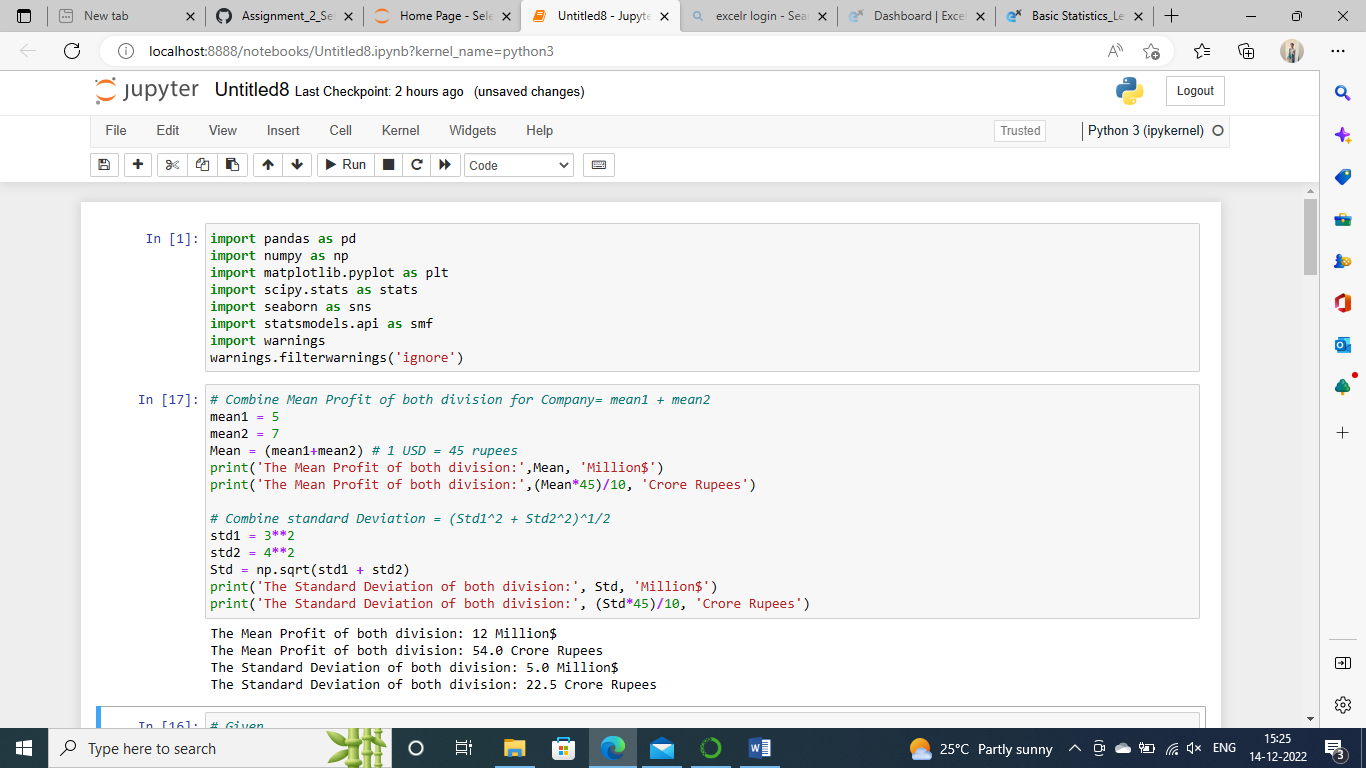 New tab
Assignment_2_Se
Home Page - Sele
Untitled8 - Jupyte
excelr login - Sear
Dashboard | Excel
Basic Statistics_Le
localhost:8888/notebooks/Untitled8.ipynb?kernel_name=python3
jupyter Untitled8 Last Checkpoint: 2 hours ago (unsaved changes)
Logout
File Edit View Insert Cell Kernel Widgets Help
Trusted
Python 3 (ipykernel)
Run
Code
In [1]:
import pandas as pd
import numpy as np
import matplotlib.pyplot as plt
import scipy.stats as stats
import seaborn as sns
import statsmodels.api as smf
import warnings
warnings.filterwarnings('ignore')
In [17]:
# Combine Mean Profit of both division for Company= mean1 + mean2
mean1 = 5
mean2 = 7
Mean = (mean1+mean2) # 1 USD = 45 rupees
print('The Mean Profit of both division:',Mean, 'Million$')
print('The Mean Profit of both division:',(Mean*45)/10, 'Crore Rupees')
# Combine standard Deviation = (Std1^2 + Std2^2)^1/2
std1 = 3**2
std2 = 4**2
Std = np.sqrt(std1 + std2)
print('The Standard Deviation of both division:', Std, 'Million$')
print('The Standard Deviation of both division:', (Std*45)/10, 'Crore Rupees')
The Mean Profit of both division: 12 Million$
The Mean Profit of both division: 54.0 Crore Rupees
The Standard Deviation of both division: 5.0 Million$
The Standard Deviation of both division: 22.5 Crore Rupees
In [16]:
# Given
Type here to search
25°C Partly sunny
ENG
15:25
14-12-2022
3